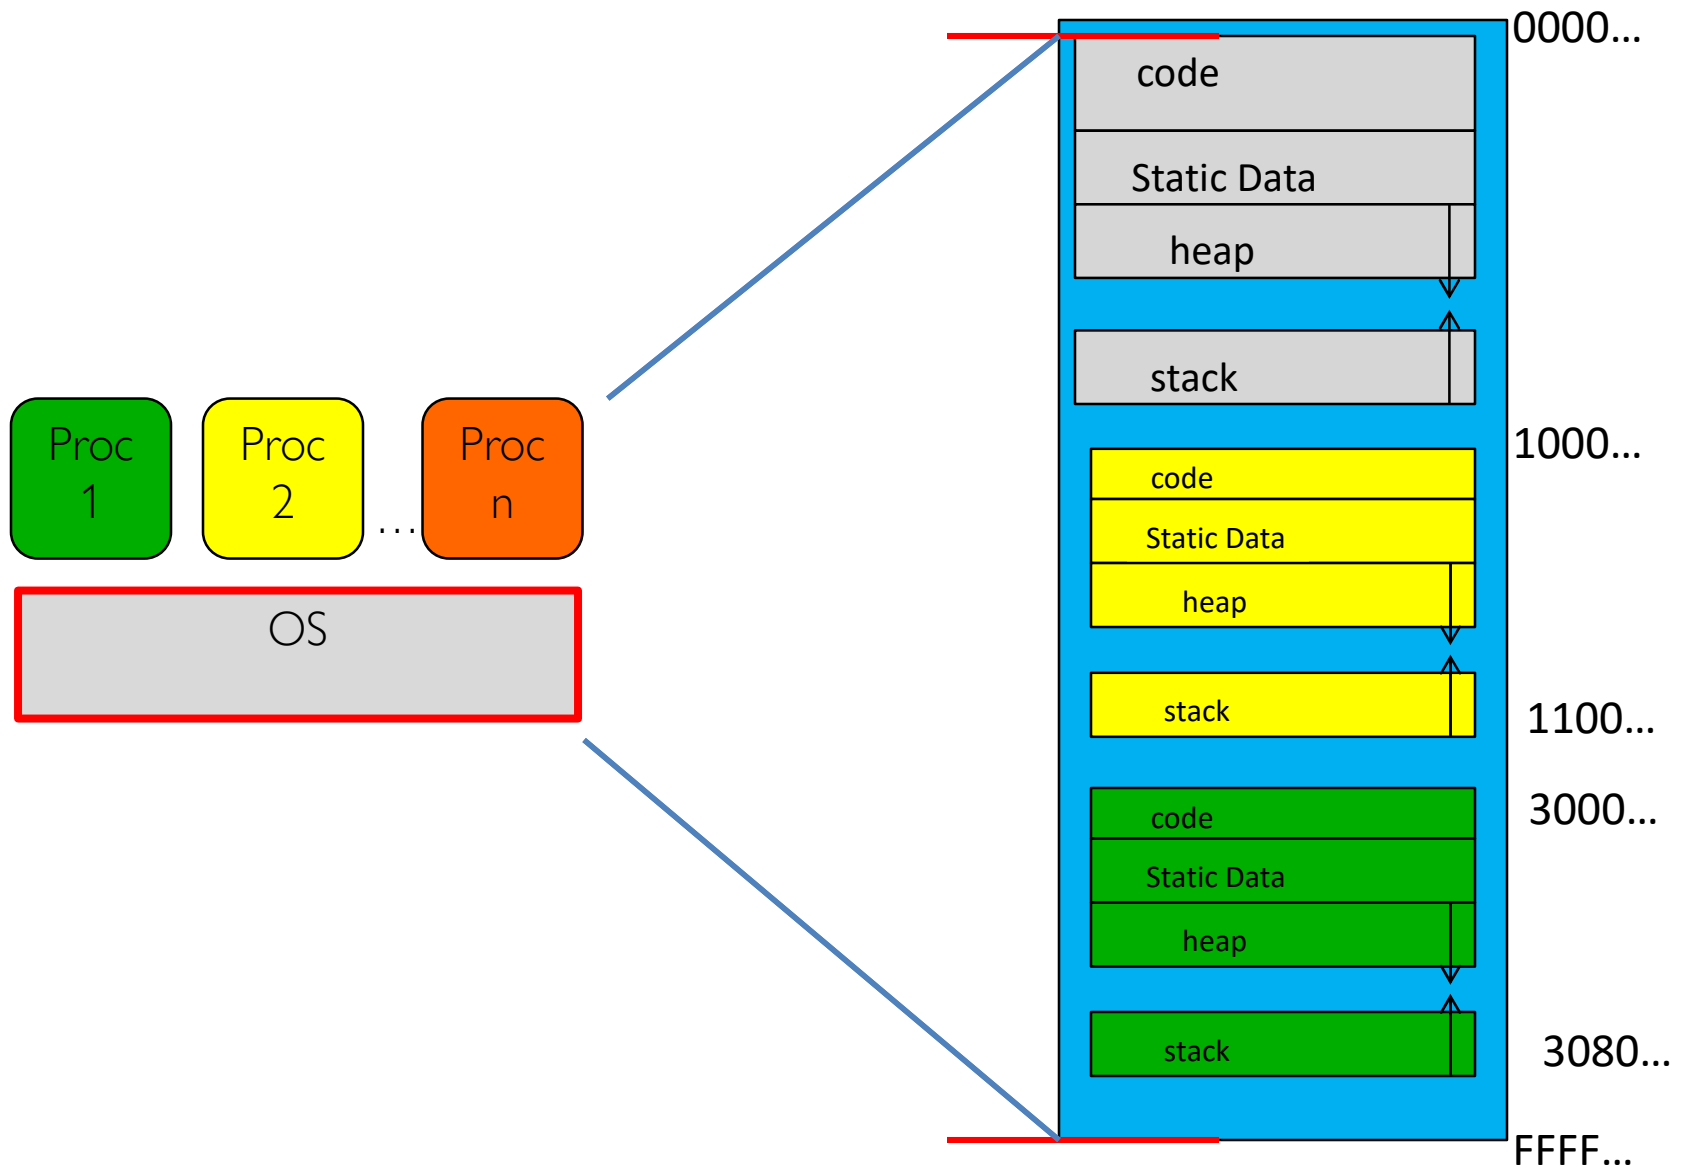 0000...
code
Static Data
heap
stack
Proc
1
Proc
2
...
Proc
n
OS
1000...
code
Static Data
heap
stack
1100...
3000...
code
Static Data
heap
stack
3080...
FFFF...